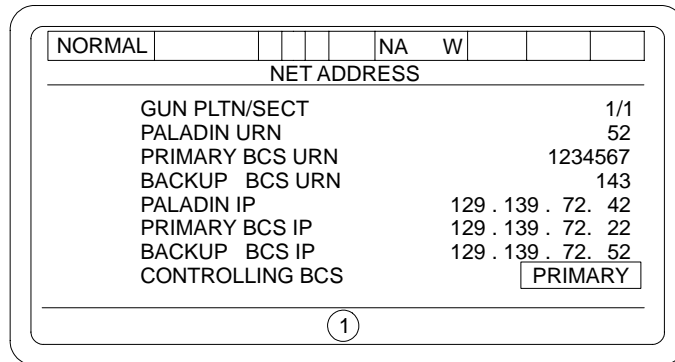 NORMAL NA W
NET ADDRESS
GUN PLTN/SECT 1/1
PALADIN URN 52
PRIMARY BCS URN 1234567
BACKUP BCS URN 143
PALADIN IP 129 . 139 . 72. 42
PRIMARY BCS IP 129 . 139 . 72. 22
BACKUP BCS IP 129 . 139 . 72. 52
CONTROLLING BCS PRIMARY
1